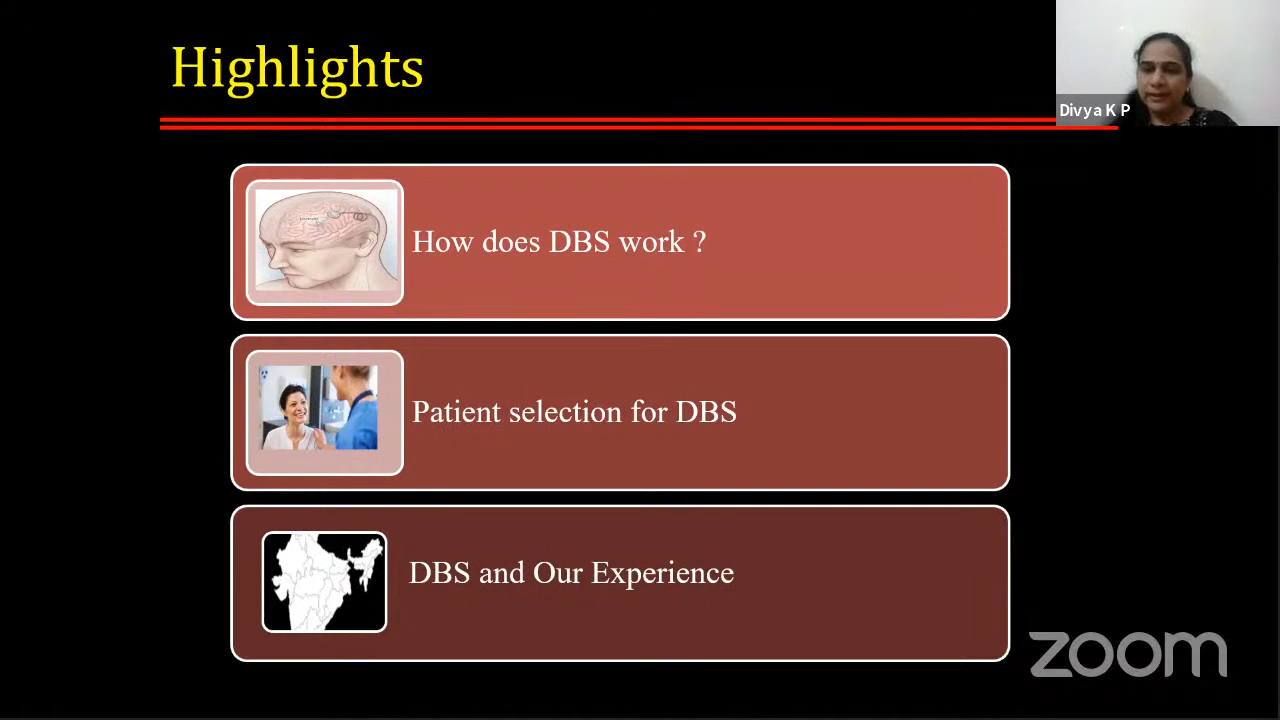 Highlights
Divya K P
How does DBS work ?
Patient selection for DBS
DBS and Our Experience
zoom